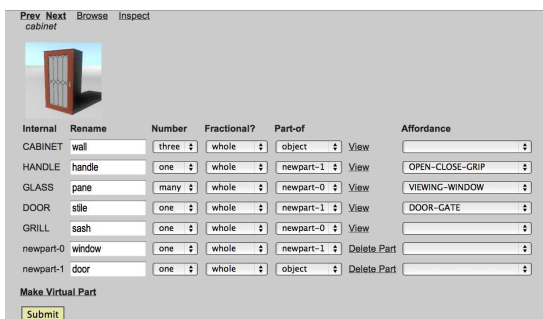 Prev Next Browse Inspect
cabinet
Internal Rename Number Fractional? Part-of Affordance
CABINET wall three whole object View
HANDLE handle one whole newpart-1 View OPEN-CLOSE-GRIP
GLASS pane many whole newpart-0 View VIEWING-WINDOW
DOOR stile one whole newpart-1 View DOOR-GATE
GRILL sash one whole newpart-0 View
newpart-0 window one whole newpart-1 Delete Part
newpart-1 door one whole object Delete Part
Make Virtual Part
Submit